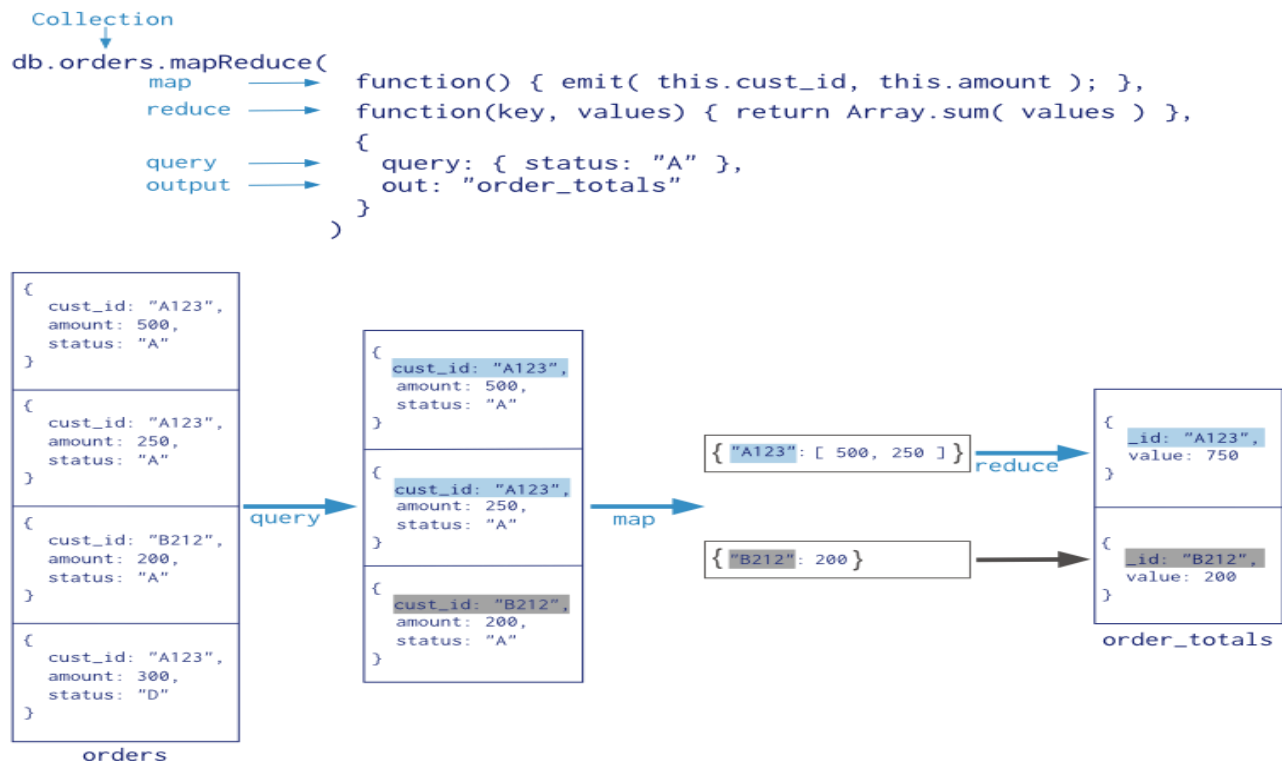 Collection
db.orders.mapReduce(
map function() { emit( this.cust_id, this.amount ); },
reduce function(key, values) { return Array.sum( values ) },
{
query query: { status: "A" },
output out: "order_totals"
}
)
{
cust_id: "A123",
amount: 500,
status: "A"
}
{
cust_id: "A123",
amount: 250,
status: "A"
}
{
cust_id: "B212",
amount: 200,
status: "A"
}
{
cust_id: "A123",
amount: 300,
status: "D"
}
orders
query
{
cust_id: "A123",
amount: 500,
status: "A"
}
{
cust_id: "A123",
amount: 250,
status: "A"
}
{
cust_id: "B212",
amount: 200,
status: "A"
}
map
{ "A123": [ 500, 250 ] }
{ "B212": 200 }
reduce
{
_id: "A123",
value: 750
}
{
_id: "B212",
value: 200
}
order_totals